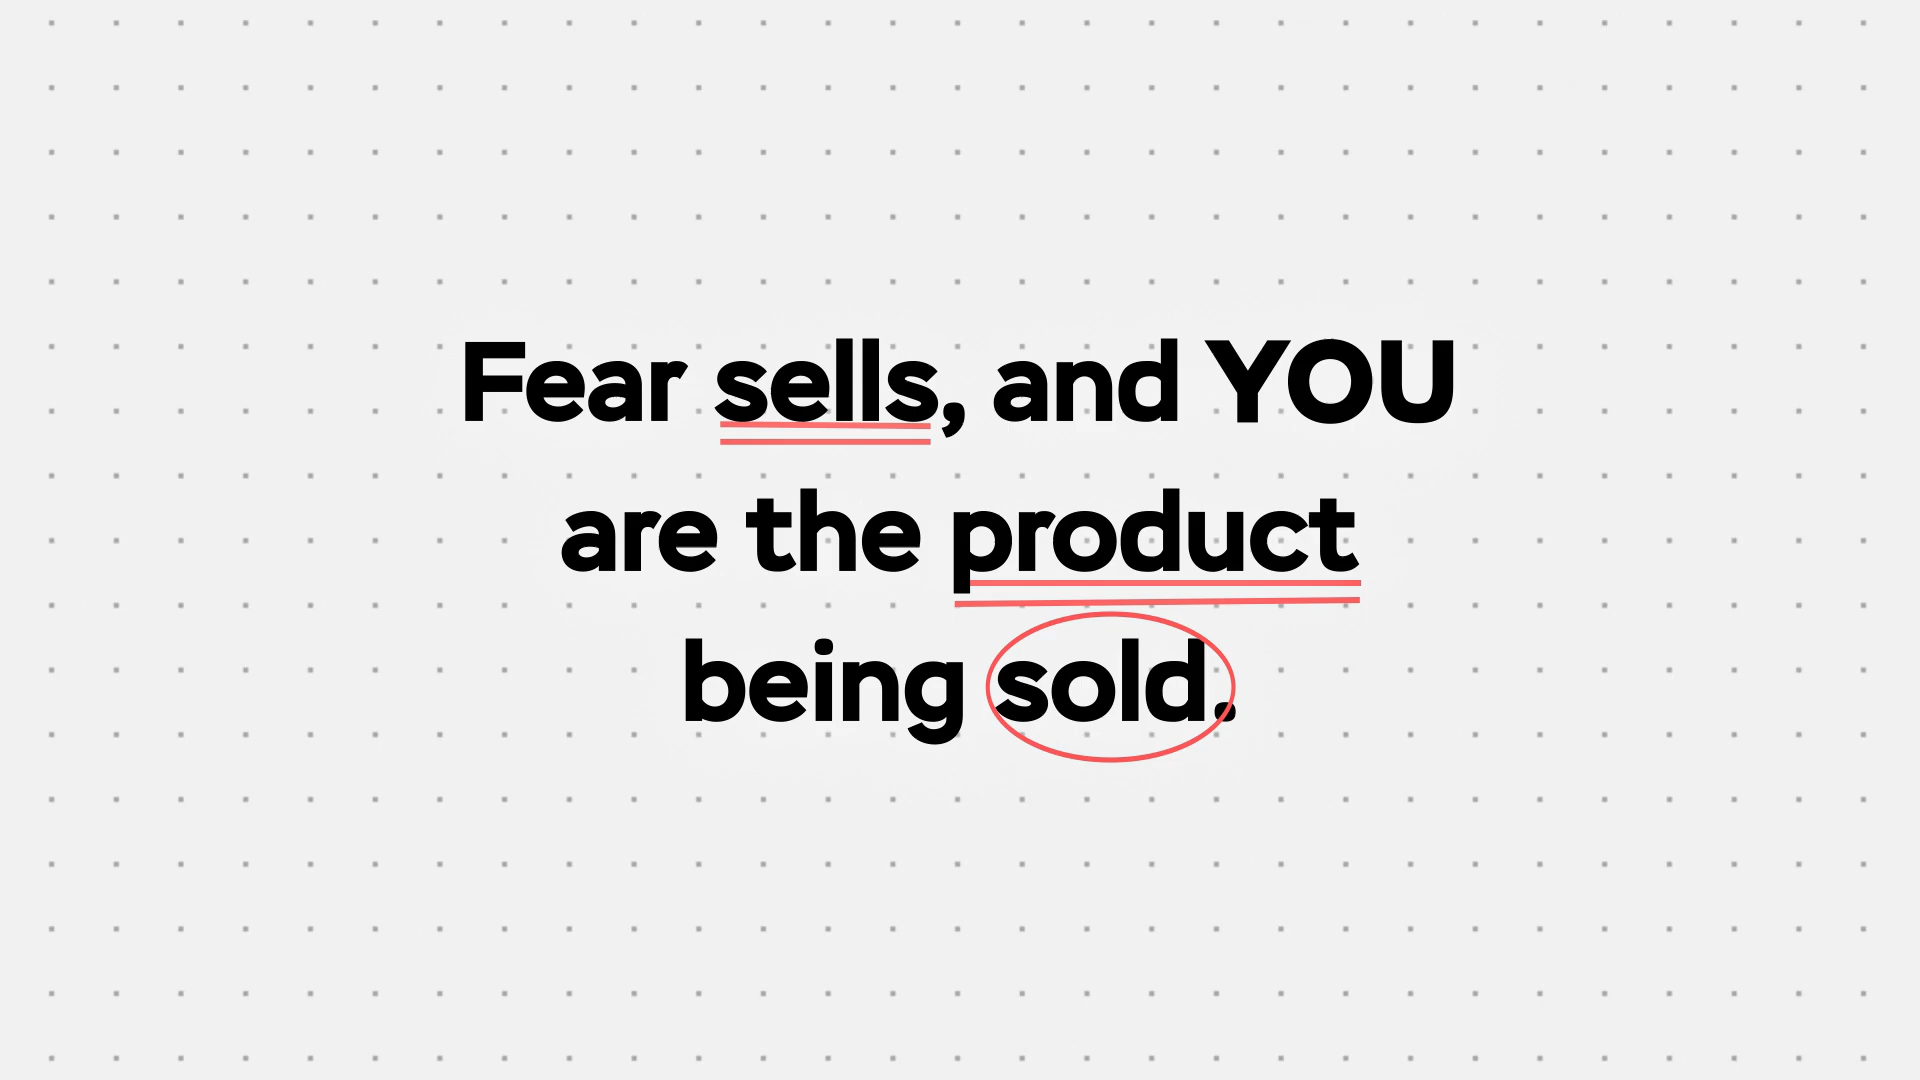 Fear sells, and YOU
are the product
being sold.